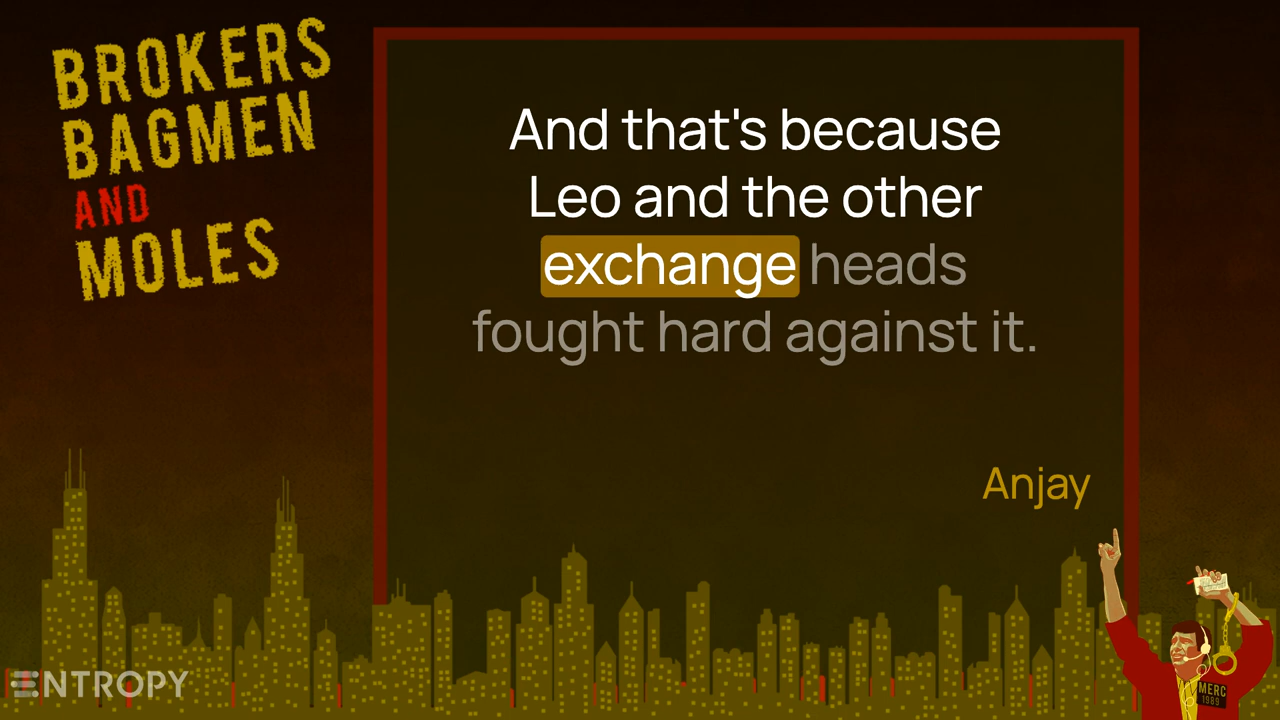 BROKERS
BAGMEN
AND
MOLES
And that's because
Leo and the other
exchange heads
fought hard against it.
Anjay
ENTROPY
MERC
1989